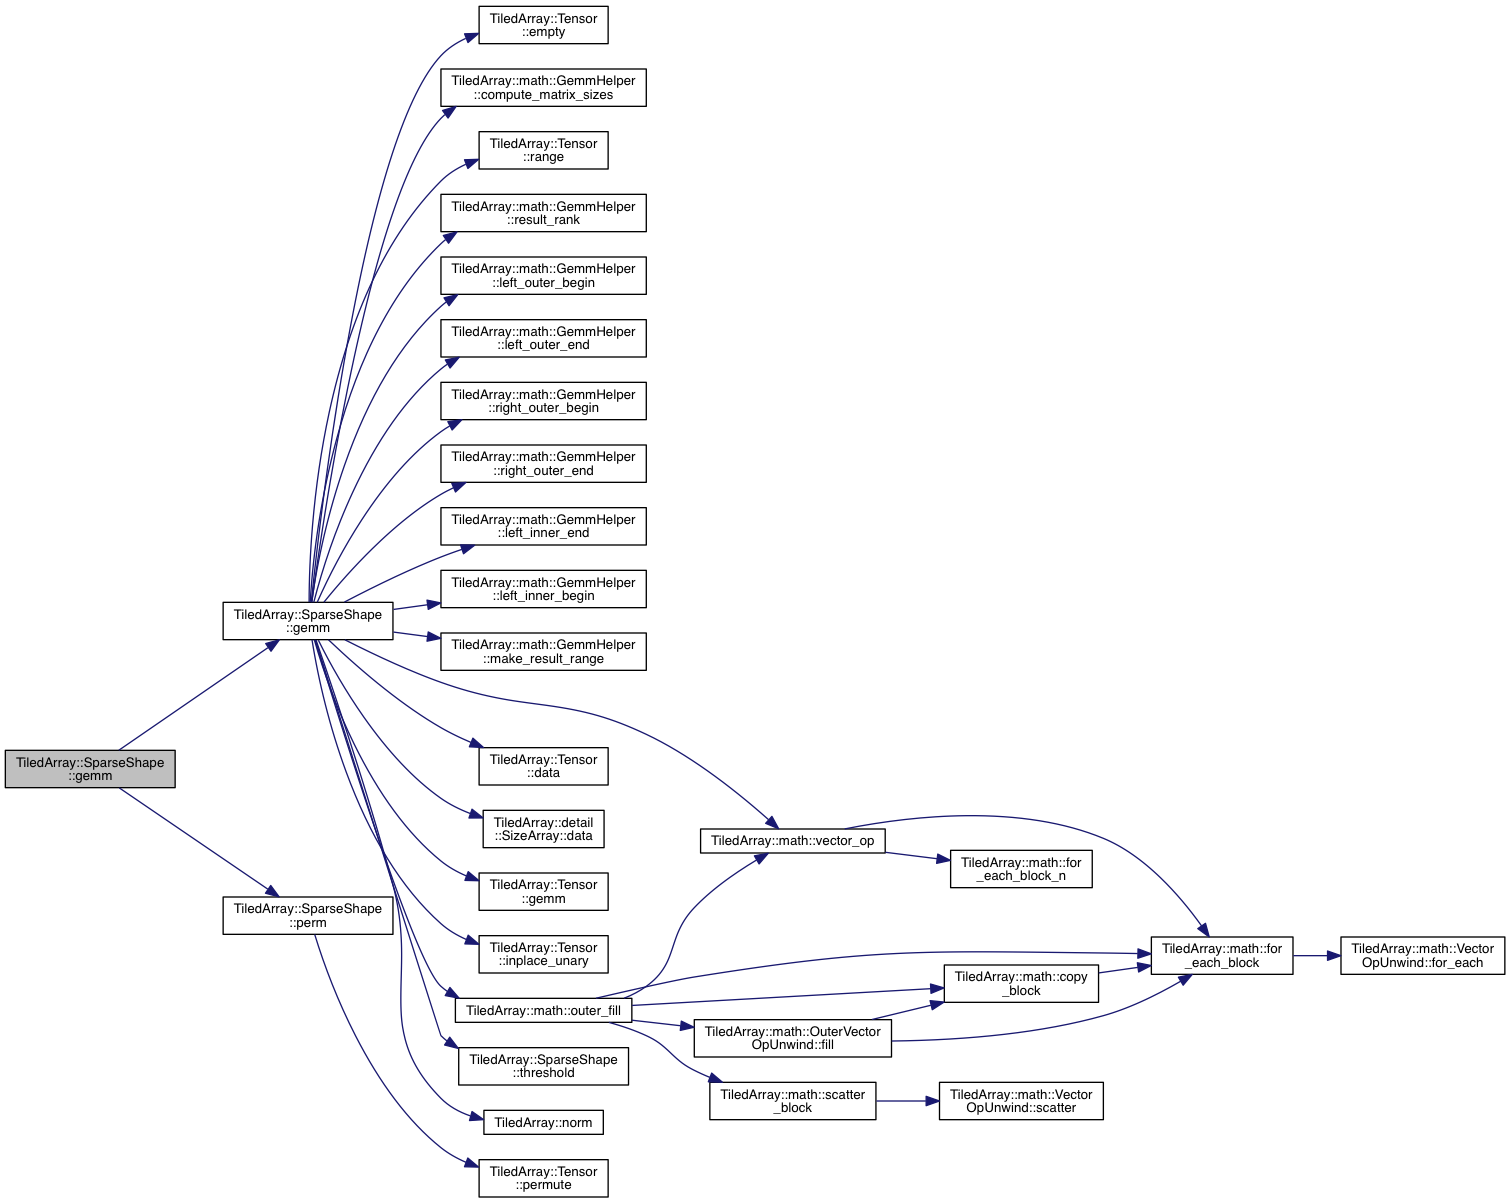 TiledArray::Tensor
::empty
TiledArray::math::GemmHelper
::compute_matrix_sizes
TiledArray::Tensor
::range
TiledArray::math::GemmHelper
::result_rank
TiledArray::math::GemmHelper
::left_outer_begin
TiledArray::math::GemmHelper
::left_outer_end
TiledArray::math::GemmHelper
::right_outer_begin
TiledArray::math::GemmHelper
::right_outer_end
TiledArray::math::GemmHelper
::left_inner_end
TiledArray::math::GemmHelper
::left_inner_begin
TiledArray::SparseShape
::gemm
TiledArray::math::GemmHelper
::make_result_range
TiledArray::SparseShape
::gemm
TiledArray::Tensor
::data
TiledArray::detail
::SizeArray::data
TiledArray::math::vector_op
TiledArray::math::for
_each_block_n
TiledArray::Tensor
::gemm
TiledArray::SparseShape
::perm
TiledArray::Tensor
::inplace_unary
TiledArray::math::for
_each_block
TiledArray::math::Vector
OpUnwind::for_each
TiledArray::math::copy
_block
TiledArray::math::outer_fill
TiledArray::math::OuterVector
OpUnwind::fill
TiledArray::SparseShape
::threshold
TiledArray::math::scatter
_block
TiledArray::math::Vector
OpUnwind::scatter
TiledArray::norm
TiledArray::Tensor
::permute